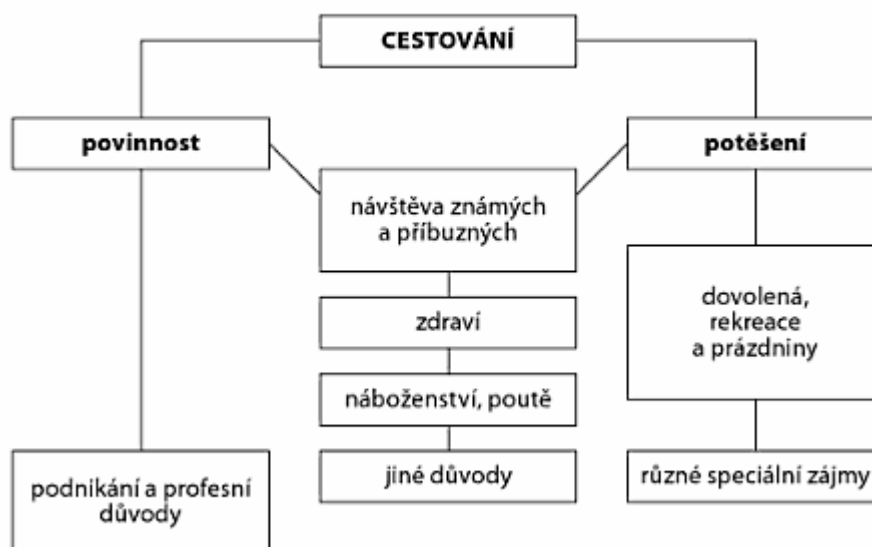 CESTOVÁNÍ
povinnost
potěšení
návštěva známých
a příbuzných
dovolená,
rekreace
a prázdniny
zdraví
náboženství, poutě
podnikání a profesní
důvody
jiné důvody
různé speciální zájmy